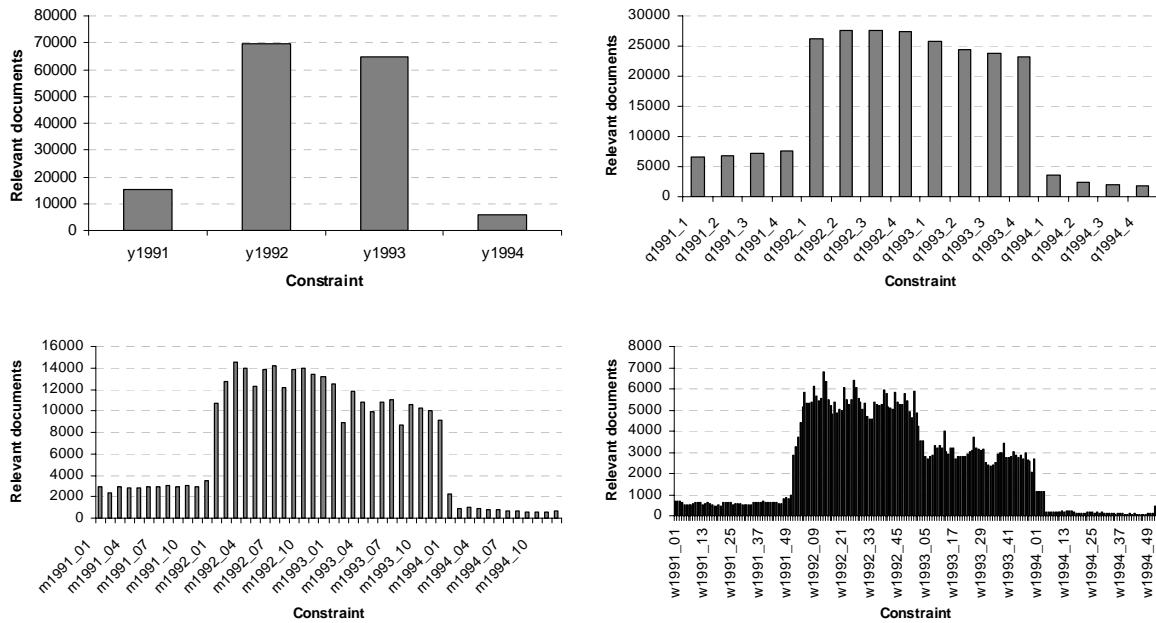 80000
70000
60000
50000
40000
30000
20000
10000
0
Relevant documents
y1991
y1992
y1993
y1994
Constraint
30000
25000
20000
15000
10000
5000
0
Relevant documents
q1991_1
q1991_2
q1991_3
q1991_4
q1992_1
q1992_2
q1992_3
q1992_4
q1993_1
q1993_2
q1993_3
q1993_4
q1994_1
q1994_2
q1994_3
q1994_4
Constraint
16000
14000
12000
10000
8000
6000
4000
2000
0
Relevant documents
m1991_01
m1991_04
m1991_07
m1991_10
m1992_01
m1992_04
m1992_07
m1992_10
m1993_01
m1993_04
m1993_07
m1993_10
m1994_01
m1994_04
m1994_07
m1994_10
Constraint
8000
7000
6000
5000
4000
3000
2000
1000
0
Relevant documents
w1991_01
w1991_13
w1991_25
w1991_37
w1991_49
w1992_09
w1992_21
w1992_33
w1992_45
w1993_05
w1993_17
w1993_29
w1993_41
w1994_01
w1994_13
w1994_25
w1994_37
w1994_49
Constraint